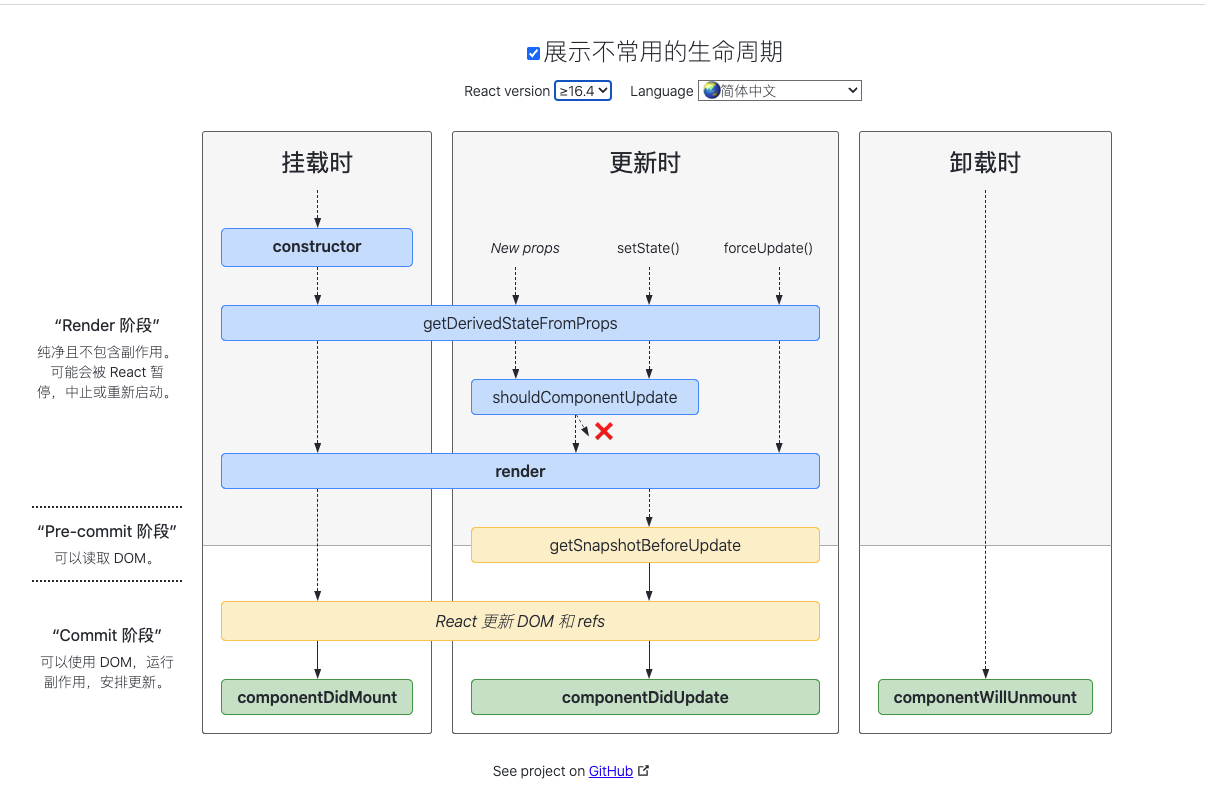 展示不常用的生命周期
React version ≥16.4 Language 简体中文
挂载时
更新时
卸载时
constructor
New props
setState()
forceUpdate()
“Render 阶段”
纯净且不包含副作用。
可能会被 React 暂
停，中止或重新启动。
getDerivedStateFromProps
shouldComponentUpdate
render
“Pre-commit 阶段”
可以读取 DOM。
getSnapshotBeforeUpdate
“Commit 阶段”
可以使用 DOM，运行
副作用，安排更新。
React 更新 DOM 和 refs
componentDidMount
componentDidUpdate
componentWillUnmount
See project on GitHub